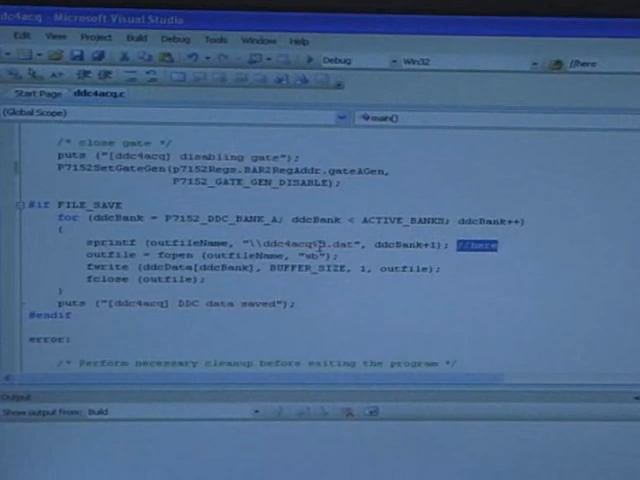 ddc4acq - Microsoft Visual Studio
Edit View Project Build Debug Tools Window Help
Debug Win32 //here
Start Page ddc4acq.c
(Global Scope) main()
/* close gate */
puts ("[ddc4acq] disabling gate");
P7152SetGateGen(p7152Regs.BAR2RegAddr.gateAGen,
P7152_GATE_GEN_DISABLE);
#if FILE_SAVE
for (ddcBank = P7152_DDC_BANK_A; ddcBank < ACTIVE_BANKS; ddcBank++)
{
sprintf (outfileName, ", ddcBank+1); //here
outfile = fopen (outfileName, "wb");
fwrite (ddcData[ddcBank], BUFFER_SIZE, 1, outfile);
fclose (outfile);
}
puts ("[ddc4acq] DDC data saved");
#endif
error:
/* Perform necessary cleanup before exiting the program */
Output
Show output from: Build